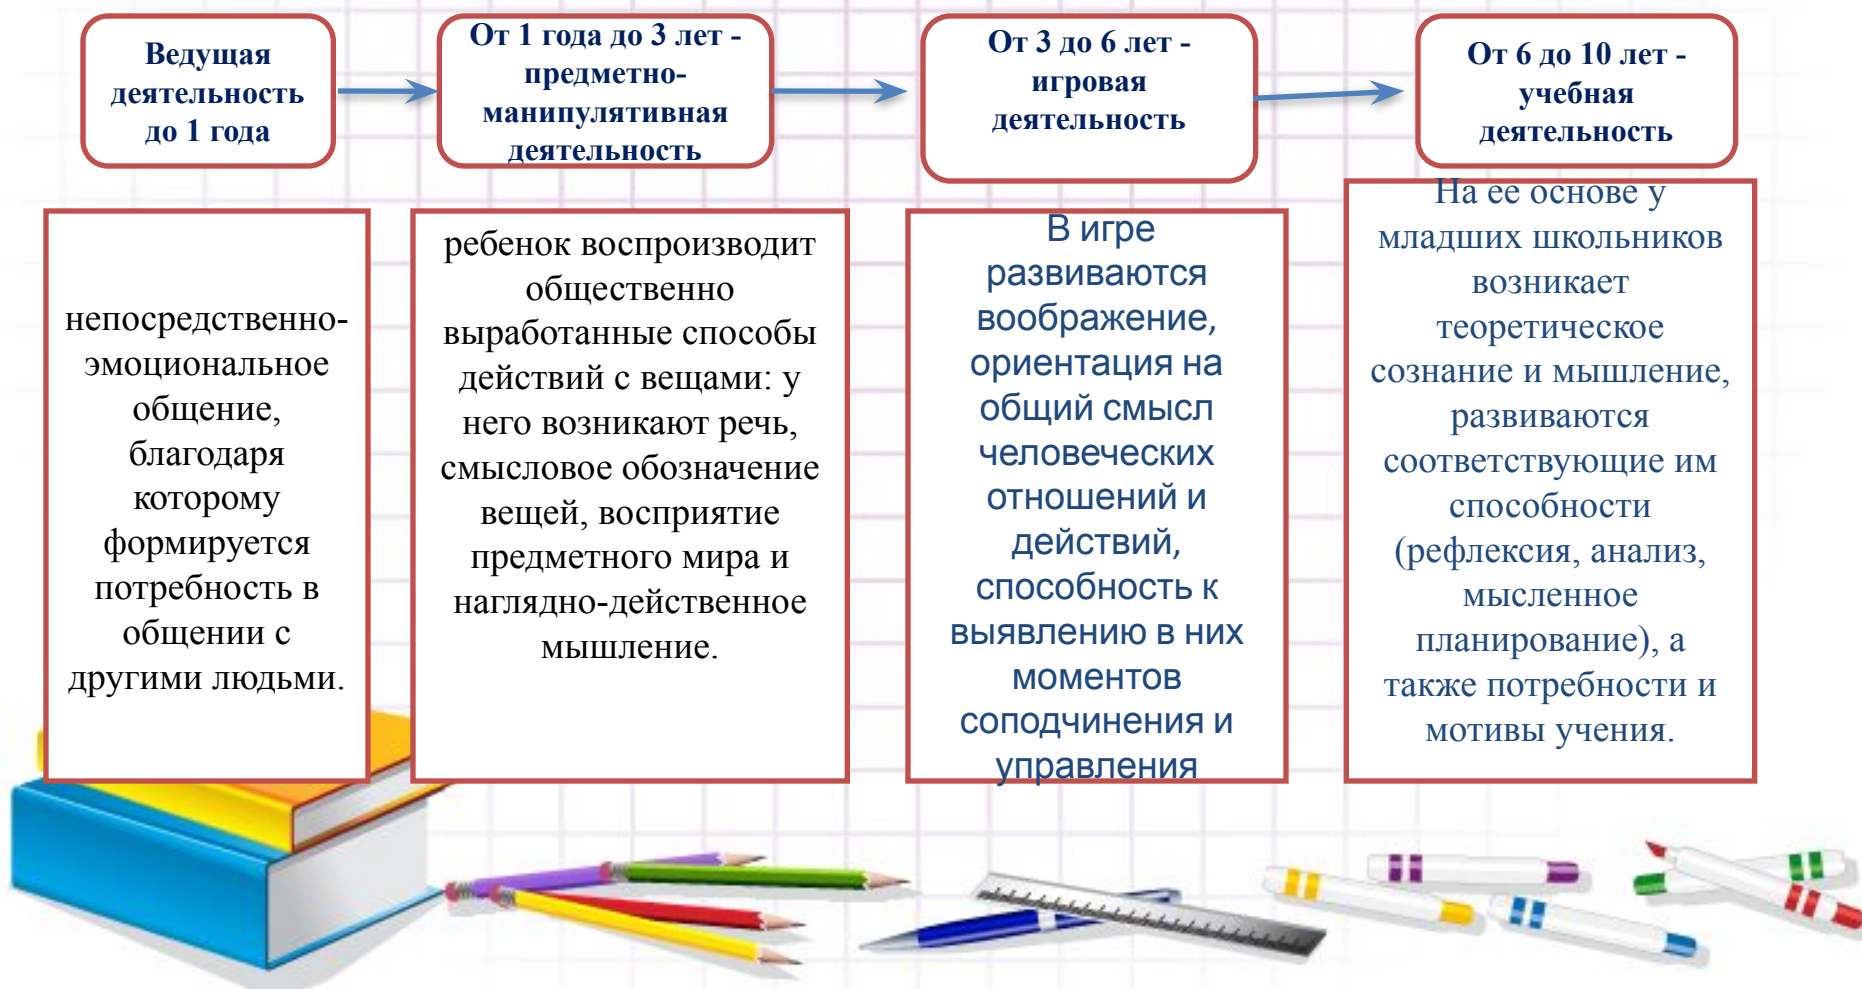 Ведущая
деятельность
до 1 года
От 1 года до 3 лет -
предметно-
манипулятивная
деятельность
От 3 до 6 лет -
игровая
деятельность
От 6 до 10 лет -
учебная
деятельность
непосредственно-
эмоциональное
общение,
благодаря
которому
формируется
потребность в
общении с
другими людьми.
ребенок воспроизводит
общественно
выработанные способы
действий с вещами: у
него возникают речь,
смысловое обозначение
вещей, восприятие
предметного мира и
наглядно-действенное
мышление.
В игре
развиваются
воображение,
ориентация на
общий смысл
человеческих
отношений и
действий,
способность к
выявлению в них
моментов
соподчинения и
управления
На ее основе у
младших школьников
возникает
теоретическое
сознание и мышление,
развиваются
соответствующие им
способности
(рефлексия, анализ,
мысленное
планирование), а
также потребности и
мотивы учения.